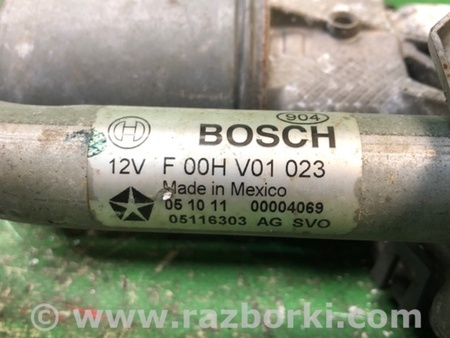 904
BOSCH
12V F 00H V01 023
Made in Mexico
05 10 11 00004069
05116303 AG SVO
www.razborki.com